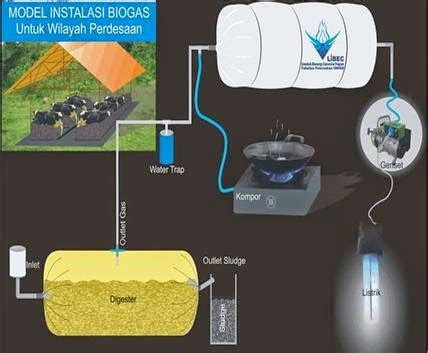 MODEL INSTALASI BIOGAS
Untuk Wilayah Perdesaan
LIBEC
Water Trap
Outlet Gas
Kompor
Genset
Inlet
Digester
Outlet Sludge
Sludge
Listrik